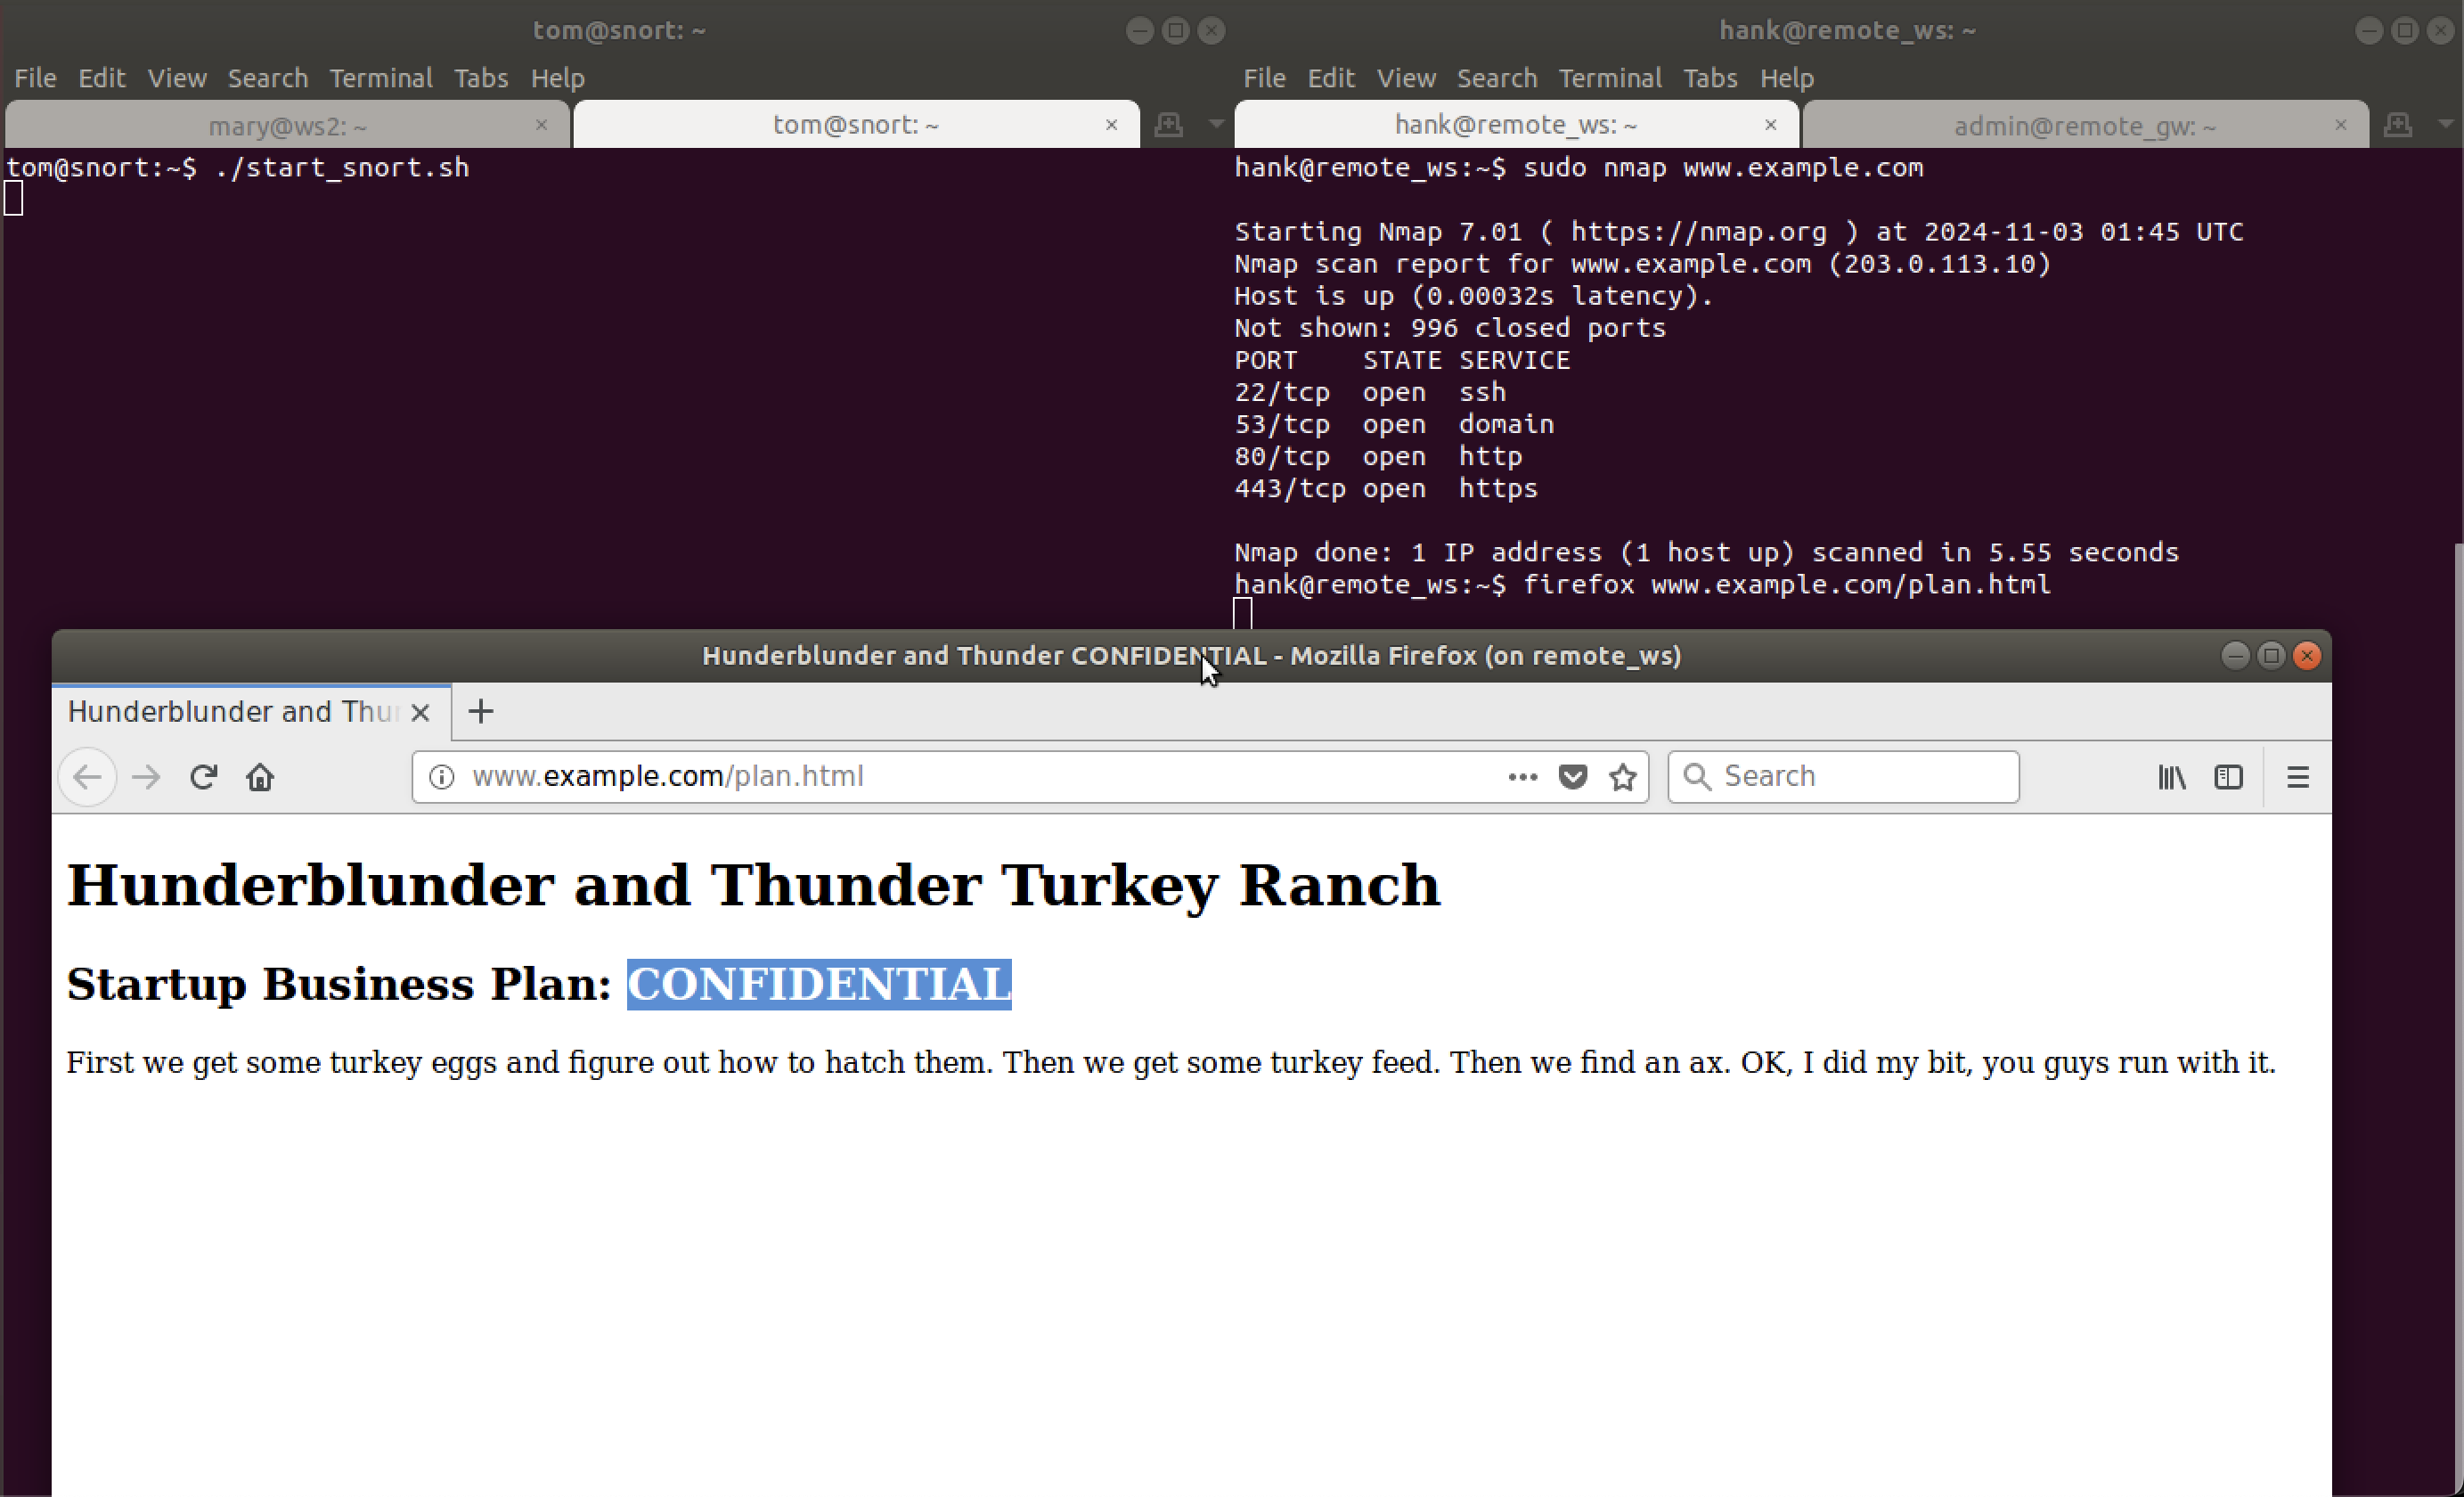 tom@snort: ~
File Edit View Search Terminal Tabs Help
mary@ws2: ~
tom@snort: ~
tom@snort:~$ ./start_snort.sh
hank@remote_ws: ~
File Edit View Search Terminal Tabs Help
hank@remote_ws: ~
admin@remote_gw: ~
hank@remote_ws:~$ sudo nmap www.example.com
Starting Nmap 7.01 ( https://nmap.org ) at 2024-11-03 01:45 UTC
Nmap scan report for www.example.com (203.0.113.10)
Host is up (0.00032s latency).
Not shown: 996 closed ports
PORT    STATE SERVICE
22/tcp  open  ssh
53/tcp  open  domain
80/tcp  open  http
443/tcp open  https
Nmap done: 1 IP address (1 host up) scanned in 5.55 seconds
hank@remote_ws:~$ firefox www.example.com/plan.html
Hunderblunder and Thunder CONFIDENTIAL - Mozilla Firefox (on remote_ws)
Hunderblunder and Thu
www.example.com/plan.html
Search
Hunderblunder and Thunder Turkey Ranch
Startup Business Plan: CONFIDENTIAL
First we get some turkey eggs and figure out how to hatch them. Then we get some turkey feed. Then we find an ax. OK, I did my bit, you guys run with it.